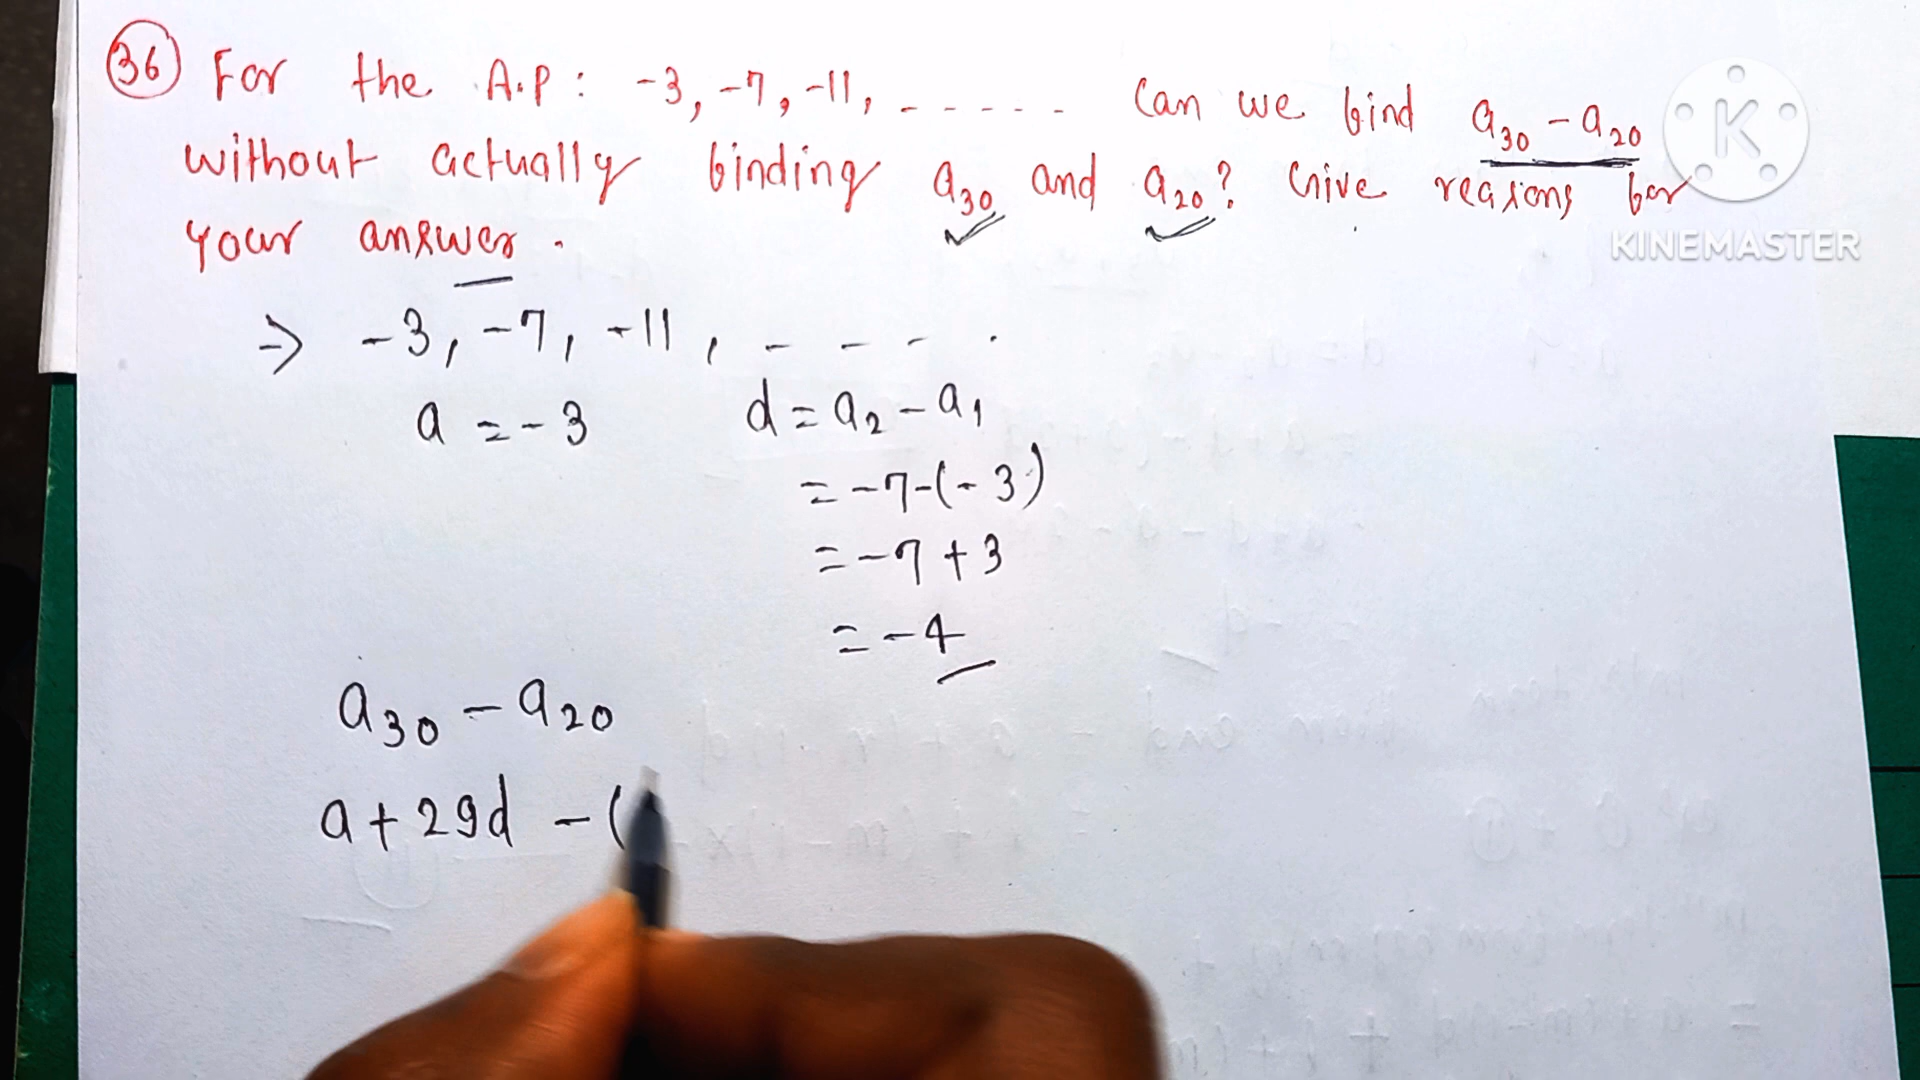 36 For the A.P : -3, -7, -11, - - - - - Can we find a30 - a20
without actually finding a30 and a20? Give reasons for
your answer.
K
KINEMASTER
⇒ -3, -7, -11, - - - .
a = -3 d = a2 - a1
= -7-(-3)
= -7 + 3
= -4
a30 - a20
a + 29d - (